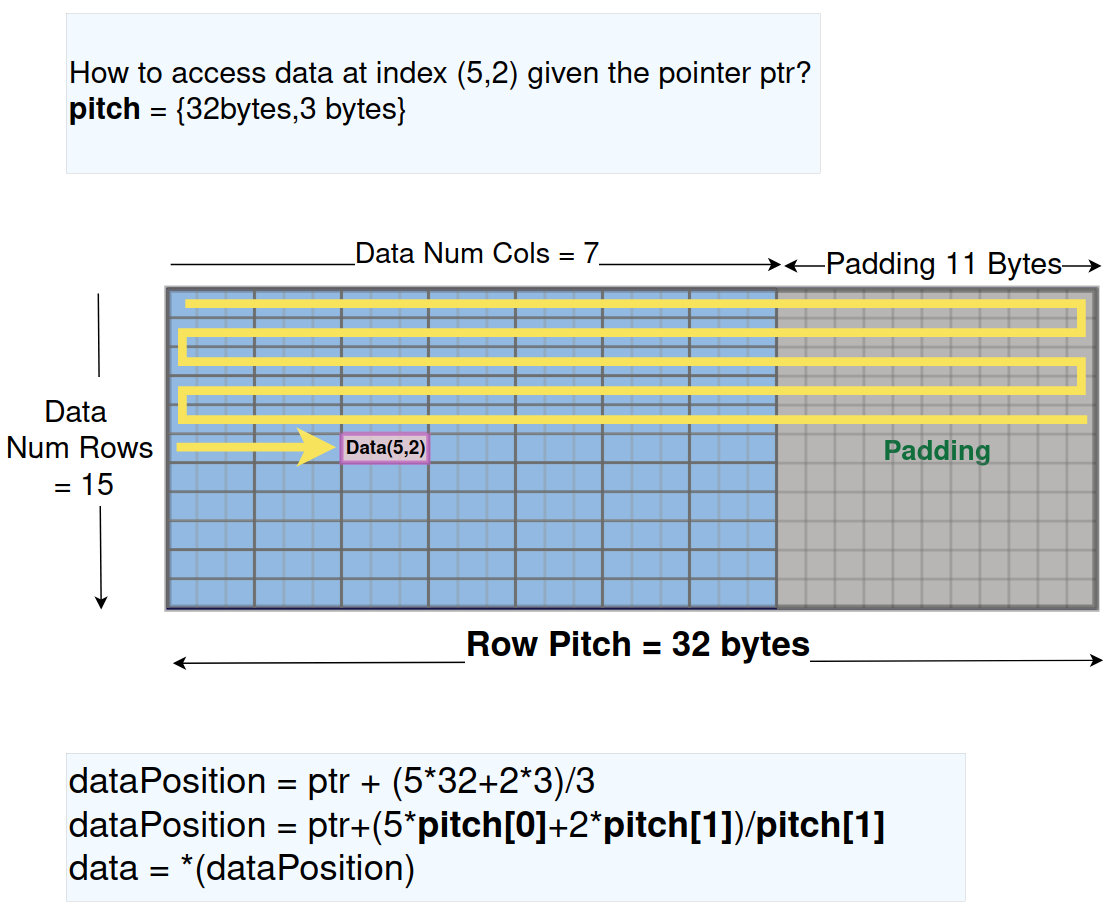 How to access data at index (5,2) given the pointer ptr?
pitch = {32bytes,3 bytes}
Data Num Cols = 7
Padding 11 Bytes
Data
Num Rows
= 15
Data(5,2)
Padding
Row Pitch = 32 bytes
dataPosition = ptr + (5*32+2*3)/3
dataPosition = ptr+(5*pitch[0]+2*pitch[1])/pitch[1]
data = *(dataPosition)